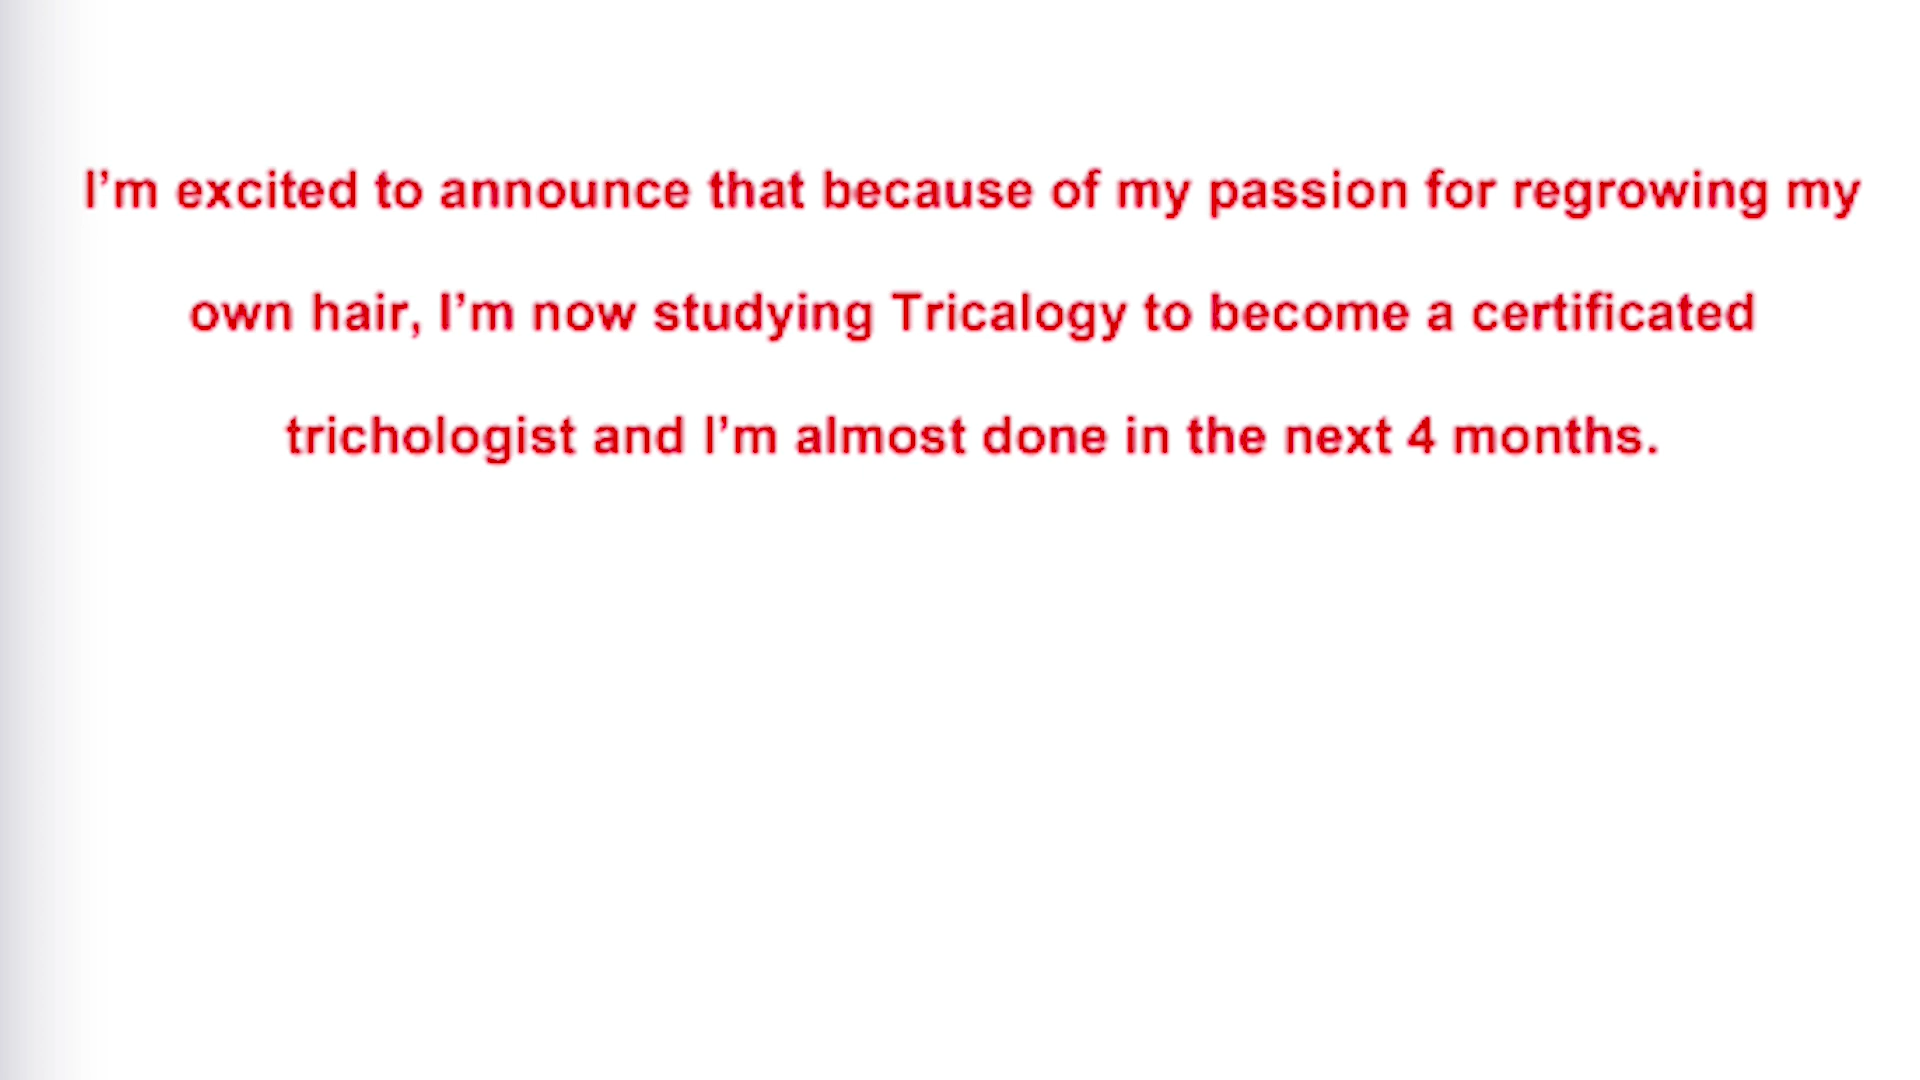 I’m excited to announce that because of my passion for regrowing my
own hair, I’m now studying Tricalogy to become a certificated
trichologist and I’m almost done in the next 4 months.